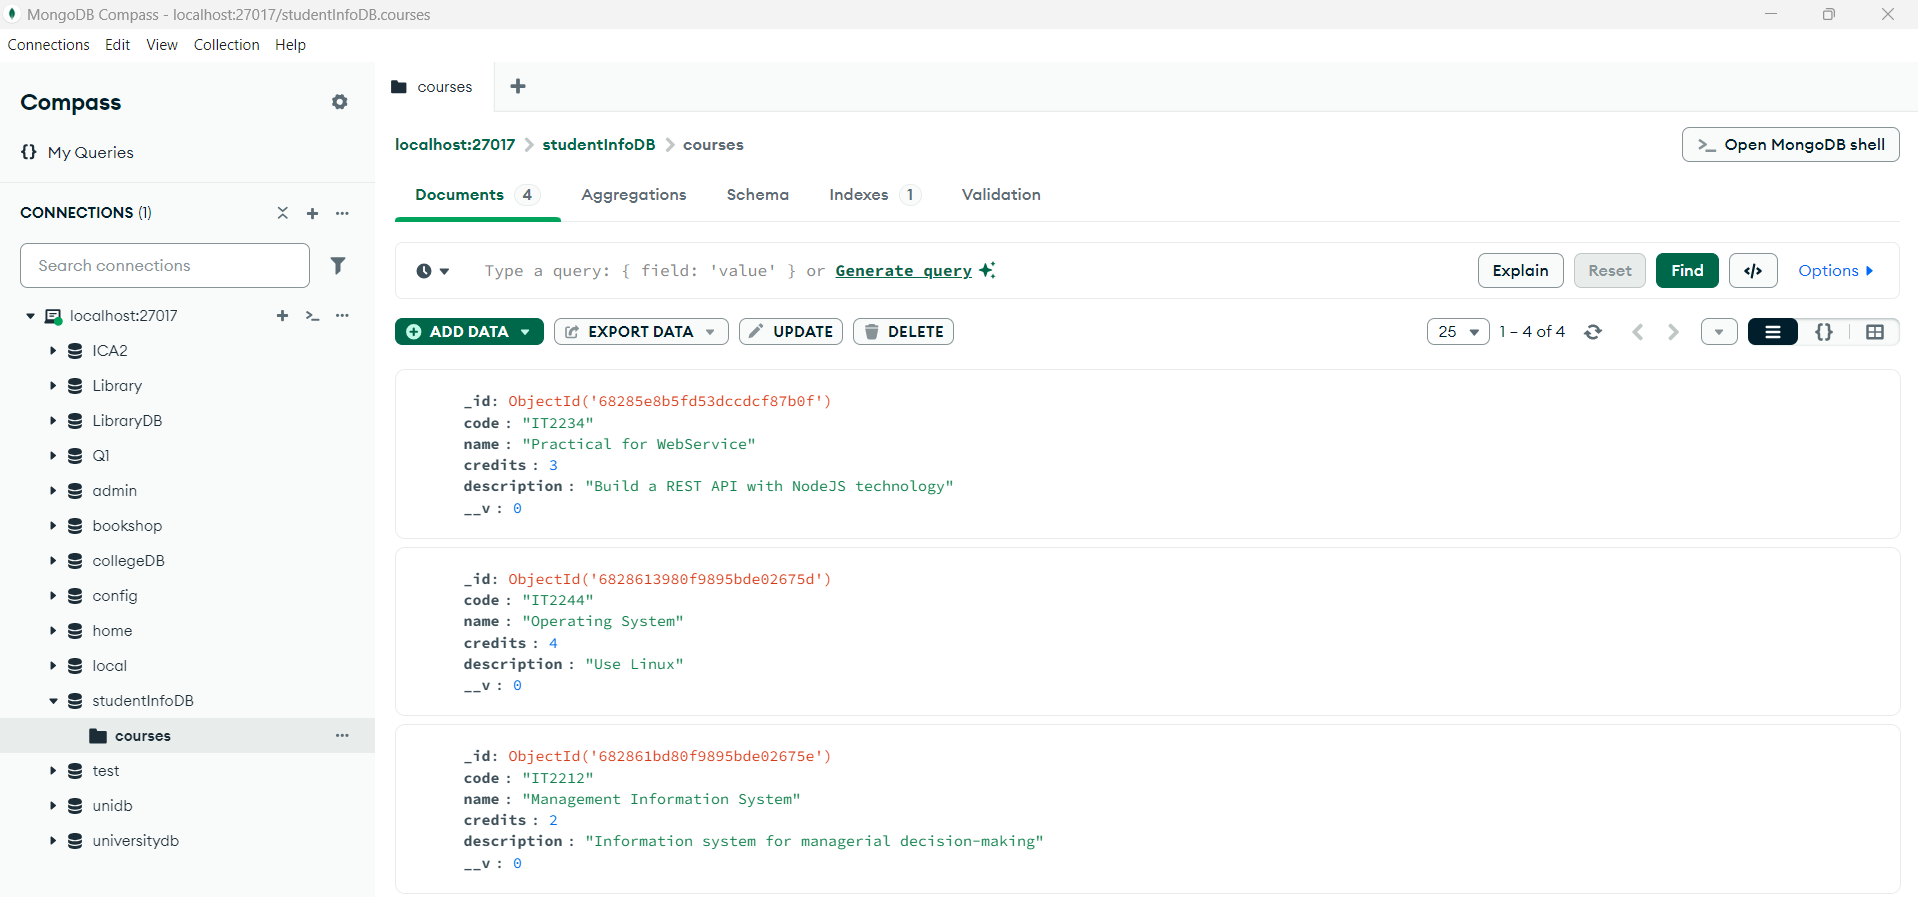 MongoDB Compass - localhost:27017/studentInfoDB.courses
Connections Edit View Collection Help
Compass
{} My Queries
CONNECTIONS (1)
Search connections
localhost:27017
ICA2
Library
LibraryDB
Q1
admin
bookshop
collegeDB
config
home
local
studentInfoDB
courses
test
unidb
universitydb
courses
localhost:27017 > studentInfoDB > courses
>_ Open MongoDB shell
Documents 4 Aggregations Schema Indexes 1 Validation
Type a query: { field: 'value' } or Generate query
Explain Reset Find </> Options
ADD DATA EXPORT DATA UPDATE DELETE
25 1 – 4 of 4 {}
_id: ObjectId('68285e8b5fd53dccdcf87b0f')
code : "IT2234"
name : "Practical for WebService"
credits : 3
description : "Build a REST API with NodeJS technology"
__v : 0
_id: ObjectId('6828613980f9895bde02675d')
code : "IT2244"
name : "Operating System"
credits : 4
description : "Use Linux"
__v : 0
_id: ObjectId('682861bd80f9895bde02675e')
code : "IT2212"
name : "Management Information System"
credits : 2
description : "Information system for managerial decision-making"
__v : 0